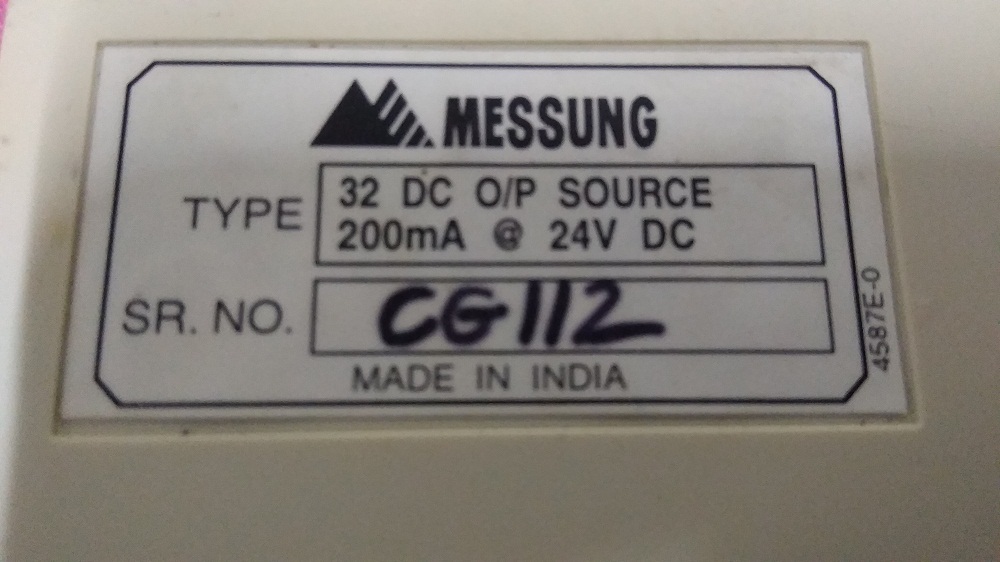 MESSUNG
TYPE
32 DC O/P SOURCE
200mA @ 24V DC
SR. NO. CG112
MADE IN INDIA
4587E-0